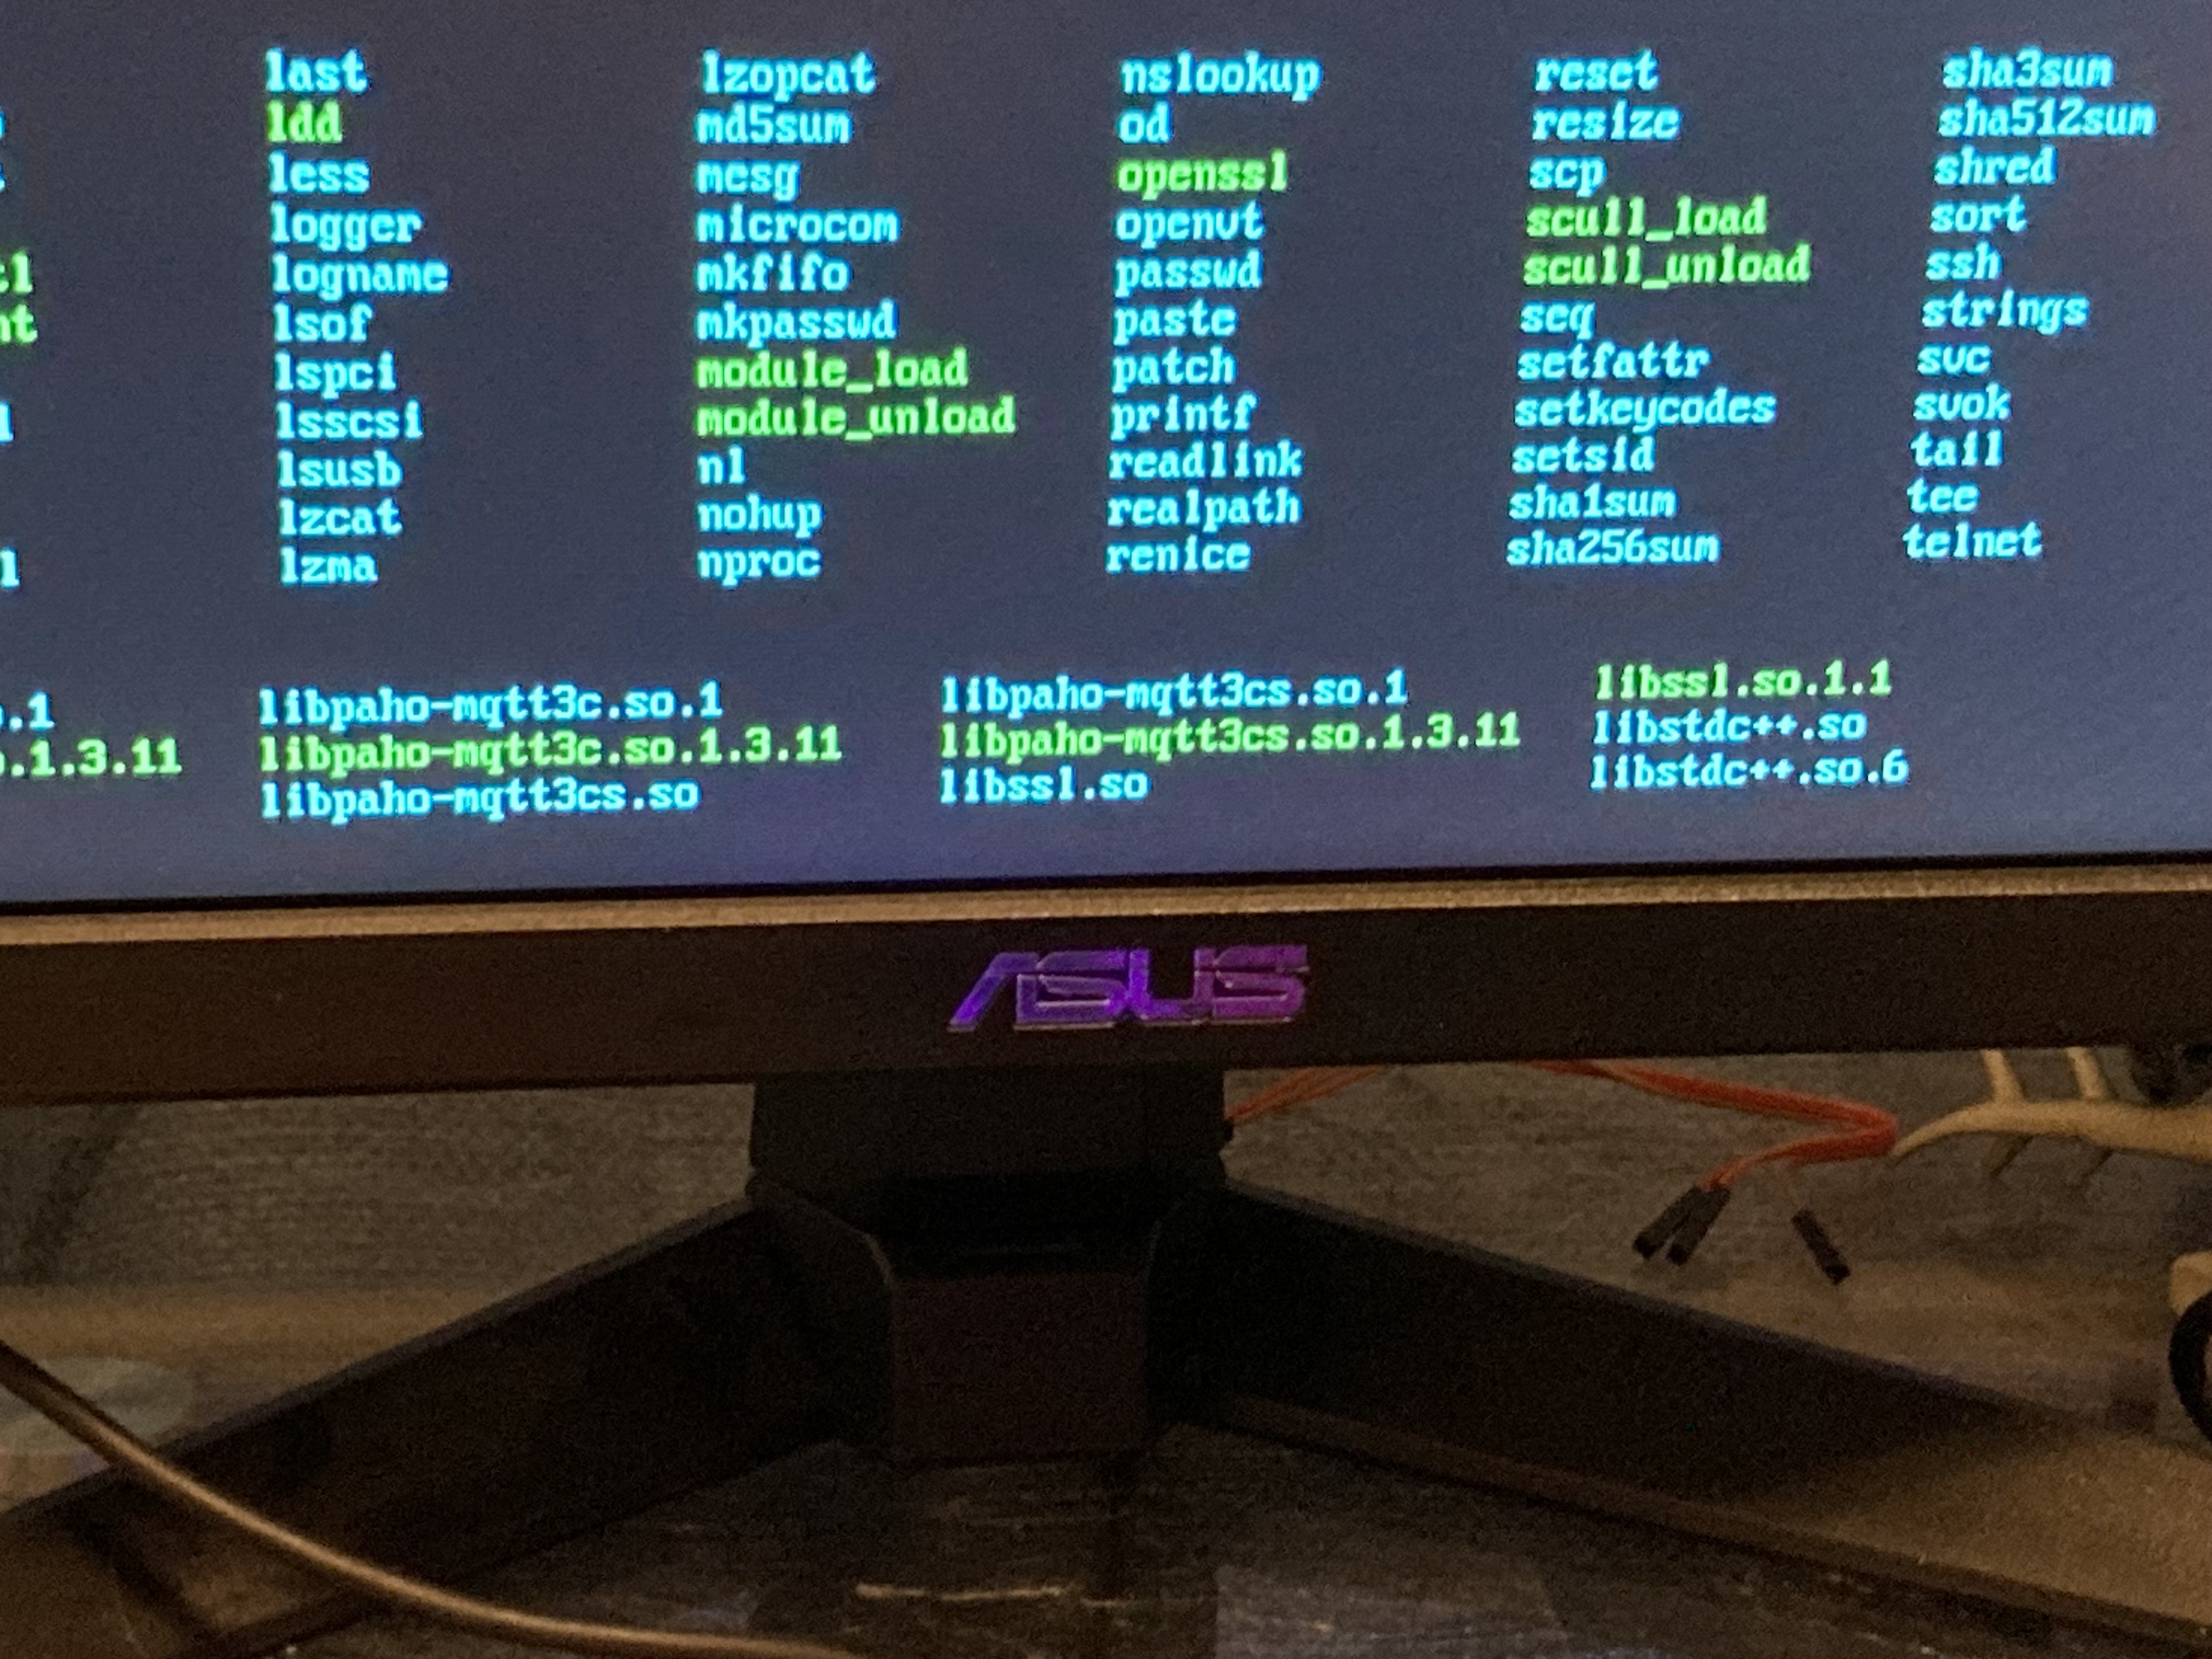 last lzopcat nslookup reset sha3sum
ldd md5sum od resize sha512sum
less mesg openssl scp shred
logger microcom openvt scull_load sort
logname mkfifo passwd scull_unload ssh
lsof mkpasswd paste seq strings
lspci module_load patch setfattr svc
lsscsi module_unload printf setkeycodes svok
lsusb nl readlink setsid tail
lzcat nohup realpath sha1sum tee
lzma nproc renice sha256sum telnet
.1 libpaho-mqtt3c.so.1 libpaho-mqtt3cs.so.1 libssl.so.1.1
.1.3.11 libpaho-mqtt3c.so.1.3.11 libpaho-mqtt3cs.so.1.3.11 libstdc++.so
libpaho-mqtt3cs.so libssl.so libstdc++.so.6
ASUS